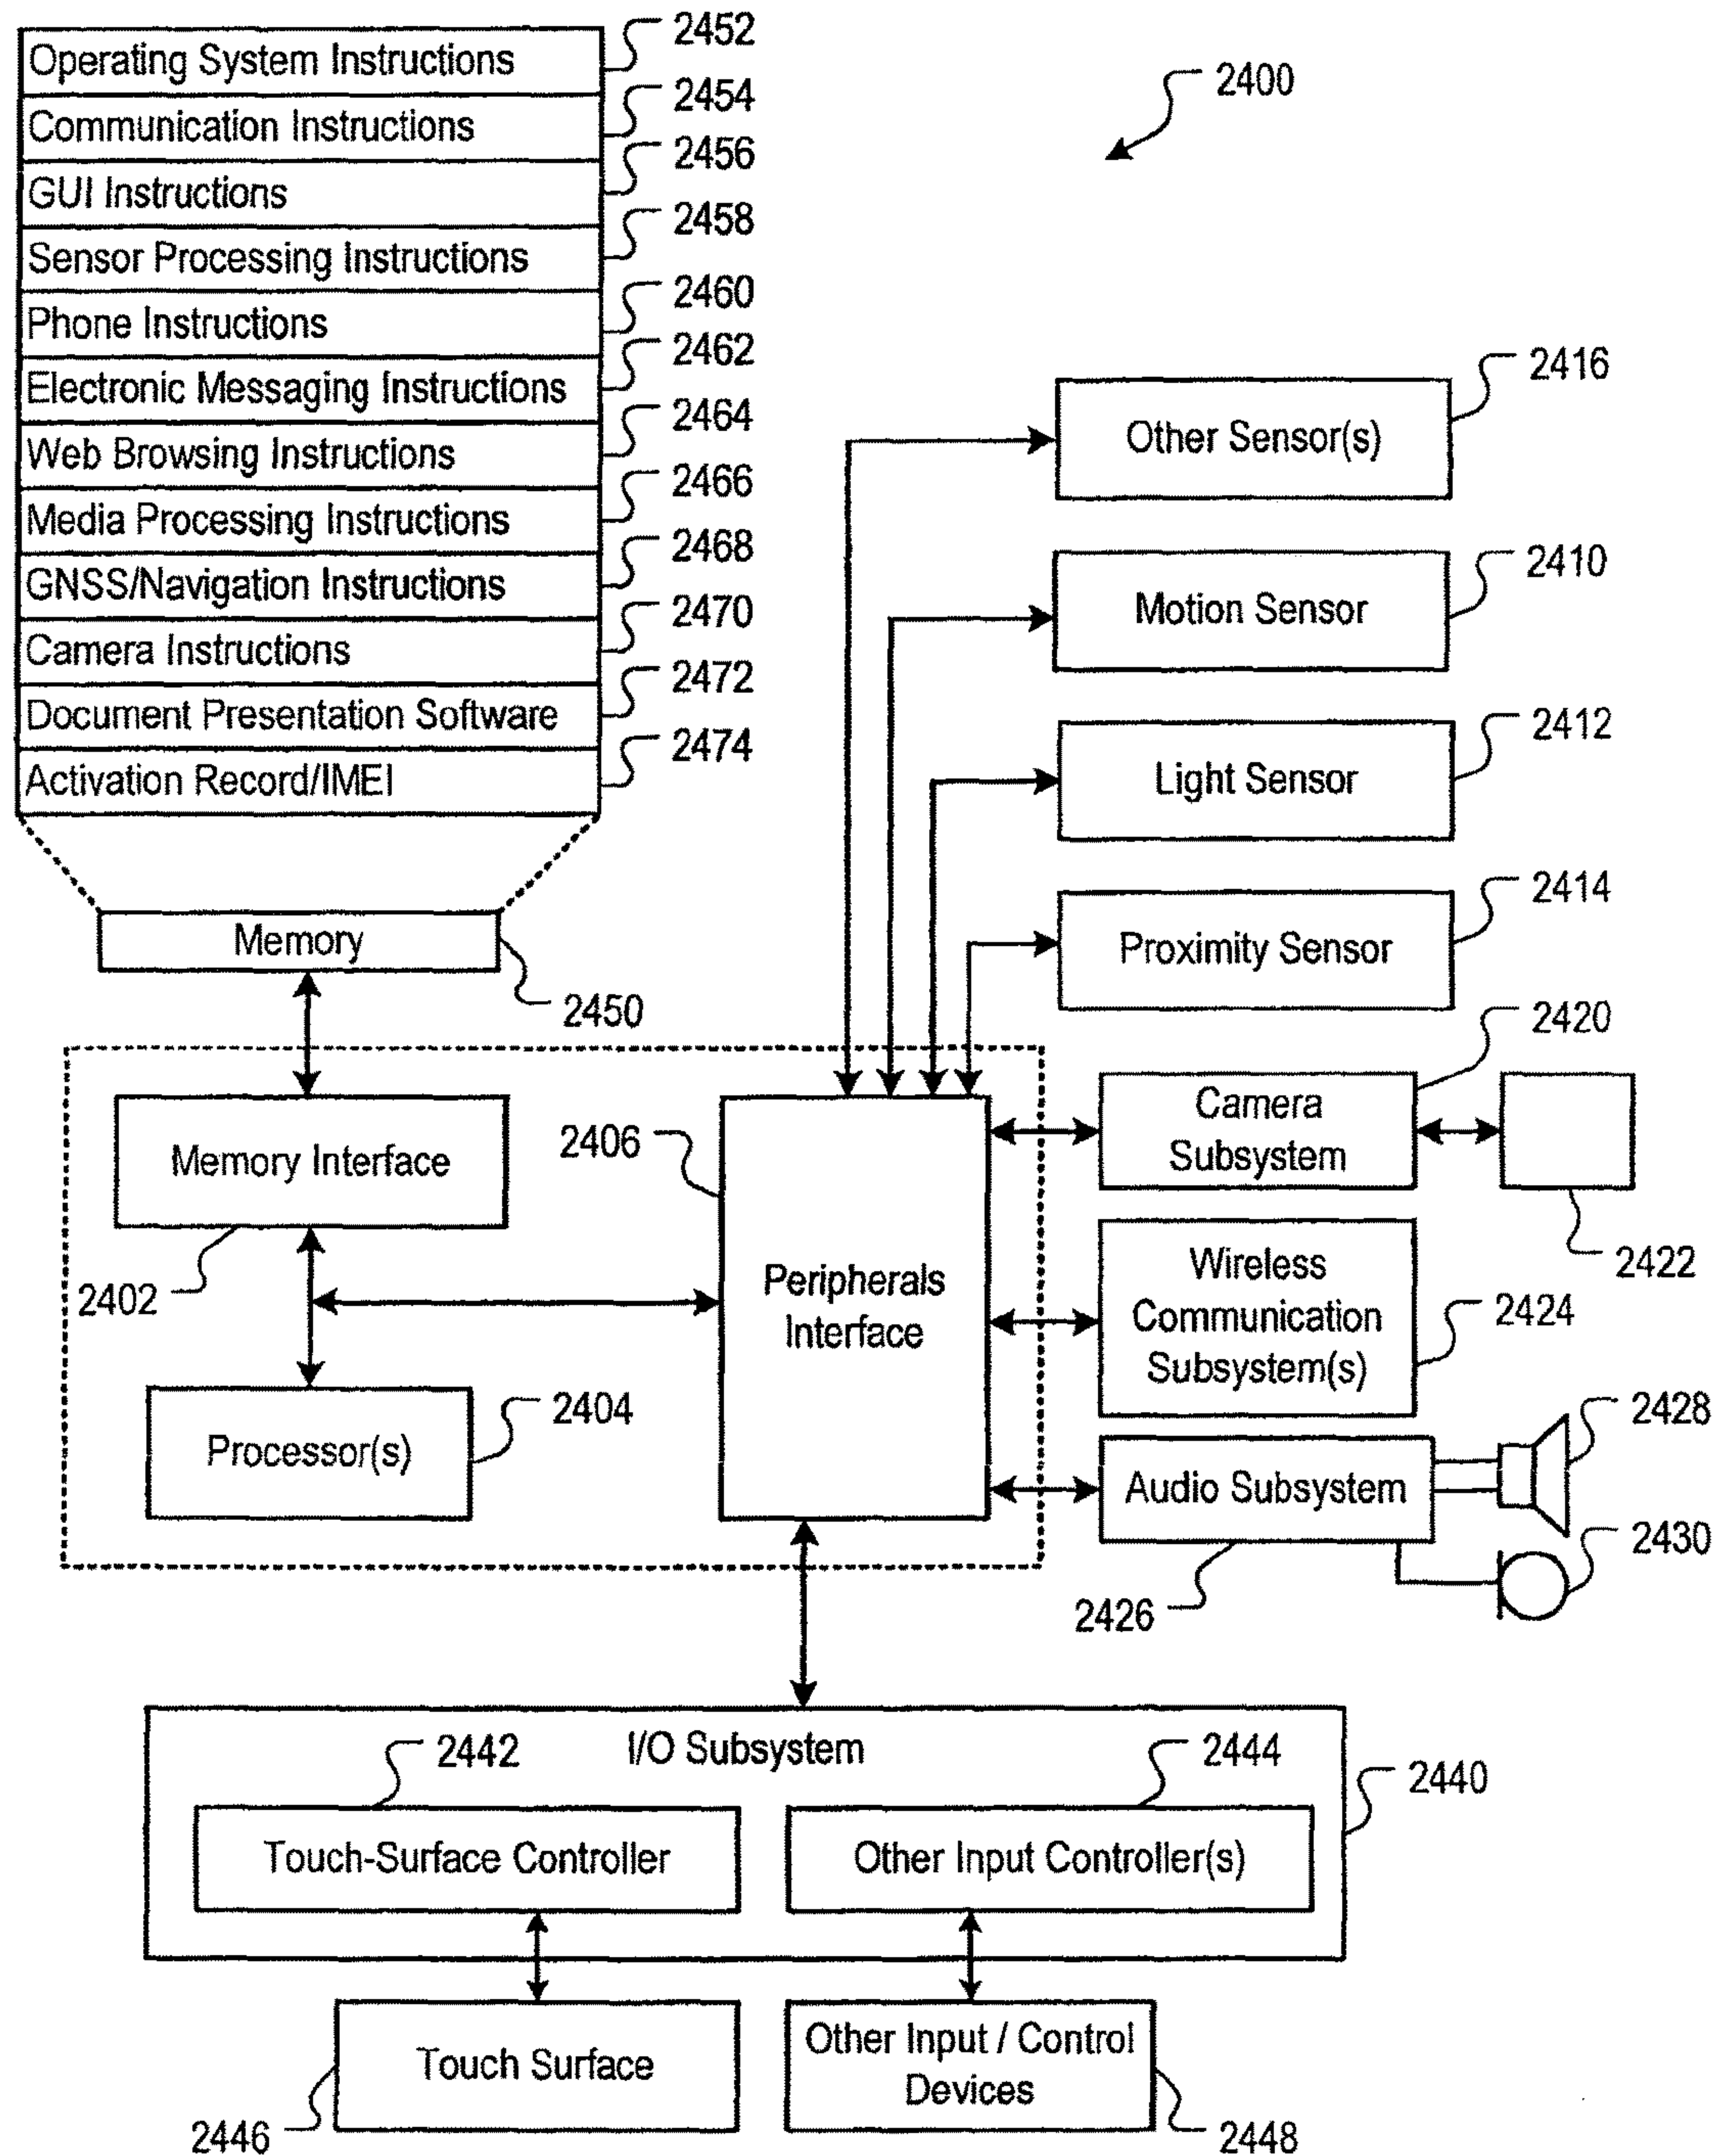 Operating System Instructions
2452
Communication Instructions
2454
GUI Instructions
2456
Sensor Processing Instructions
2458
Phone Instructions
2460
Electronic Messaging Instructions
2462
Web Browsing Instructions
2464
Media Processing Instructions
2466
GNSS/Navigation Instructions
2468
Camera Instructions
2470
Document Presentation Software
2472
Activation Record/IMEI
2474
2400
Memory
2450
Other Sensor(s)
2416
Motion Sensor
2410
Light Sensor
2412
Proximity Sensor
2414
Memory Interface
2402
Processor(s)
2404
2406
Peripherals
Interface
Camera
Subsystem
2420
2422
Wireless
Communication
Subsystem(s)
2424
Audio Subsystem
2426
2428
2430
I/O Subsystem
2440
2442
Touch-Surface Controller
2444
Other Input Controller(s)
Touch Surface
2446
Other Input / Control
Devices
2448